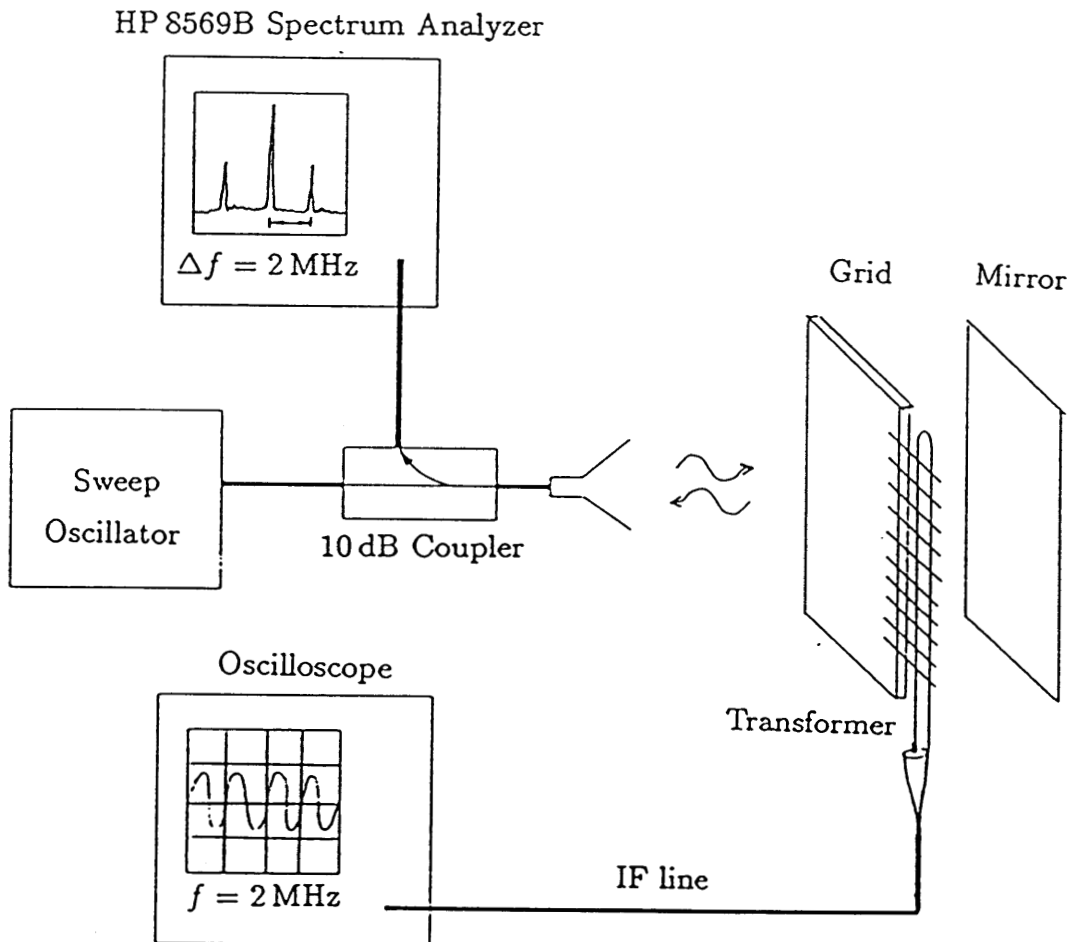 HP 8569B Spectrum Analyzer
Δf = 2 MHz
Grid
Mirror
Sweep
Oscillator
10 dB Coupler
Oscilloscope
Transformer
f = 2 MHz
IF line